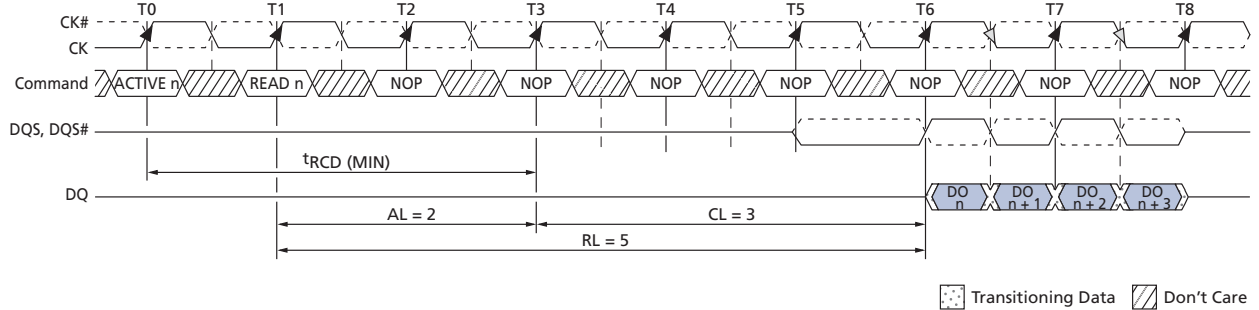 T0 T1 T2 T3 T4 T5 T6 T7 T8
CK#
CK
Command ACTIVE n READ n NOP NOP NOP NOP NOP NOP NOP
DQS, DQS#
tRCD (MIN)
DQ DO n DO n + 1 DO n + 2 DO n + 3
AL = 2 CL = 3
RL = 5
Transitioning Data Don't Care